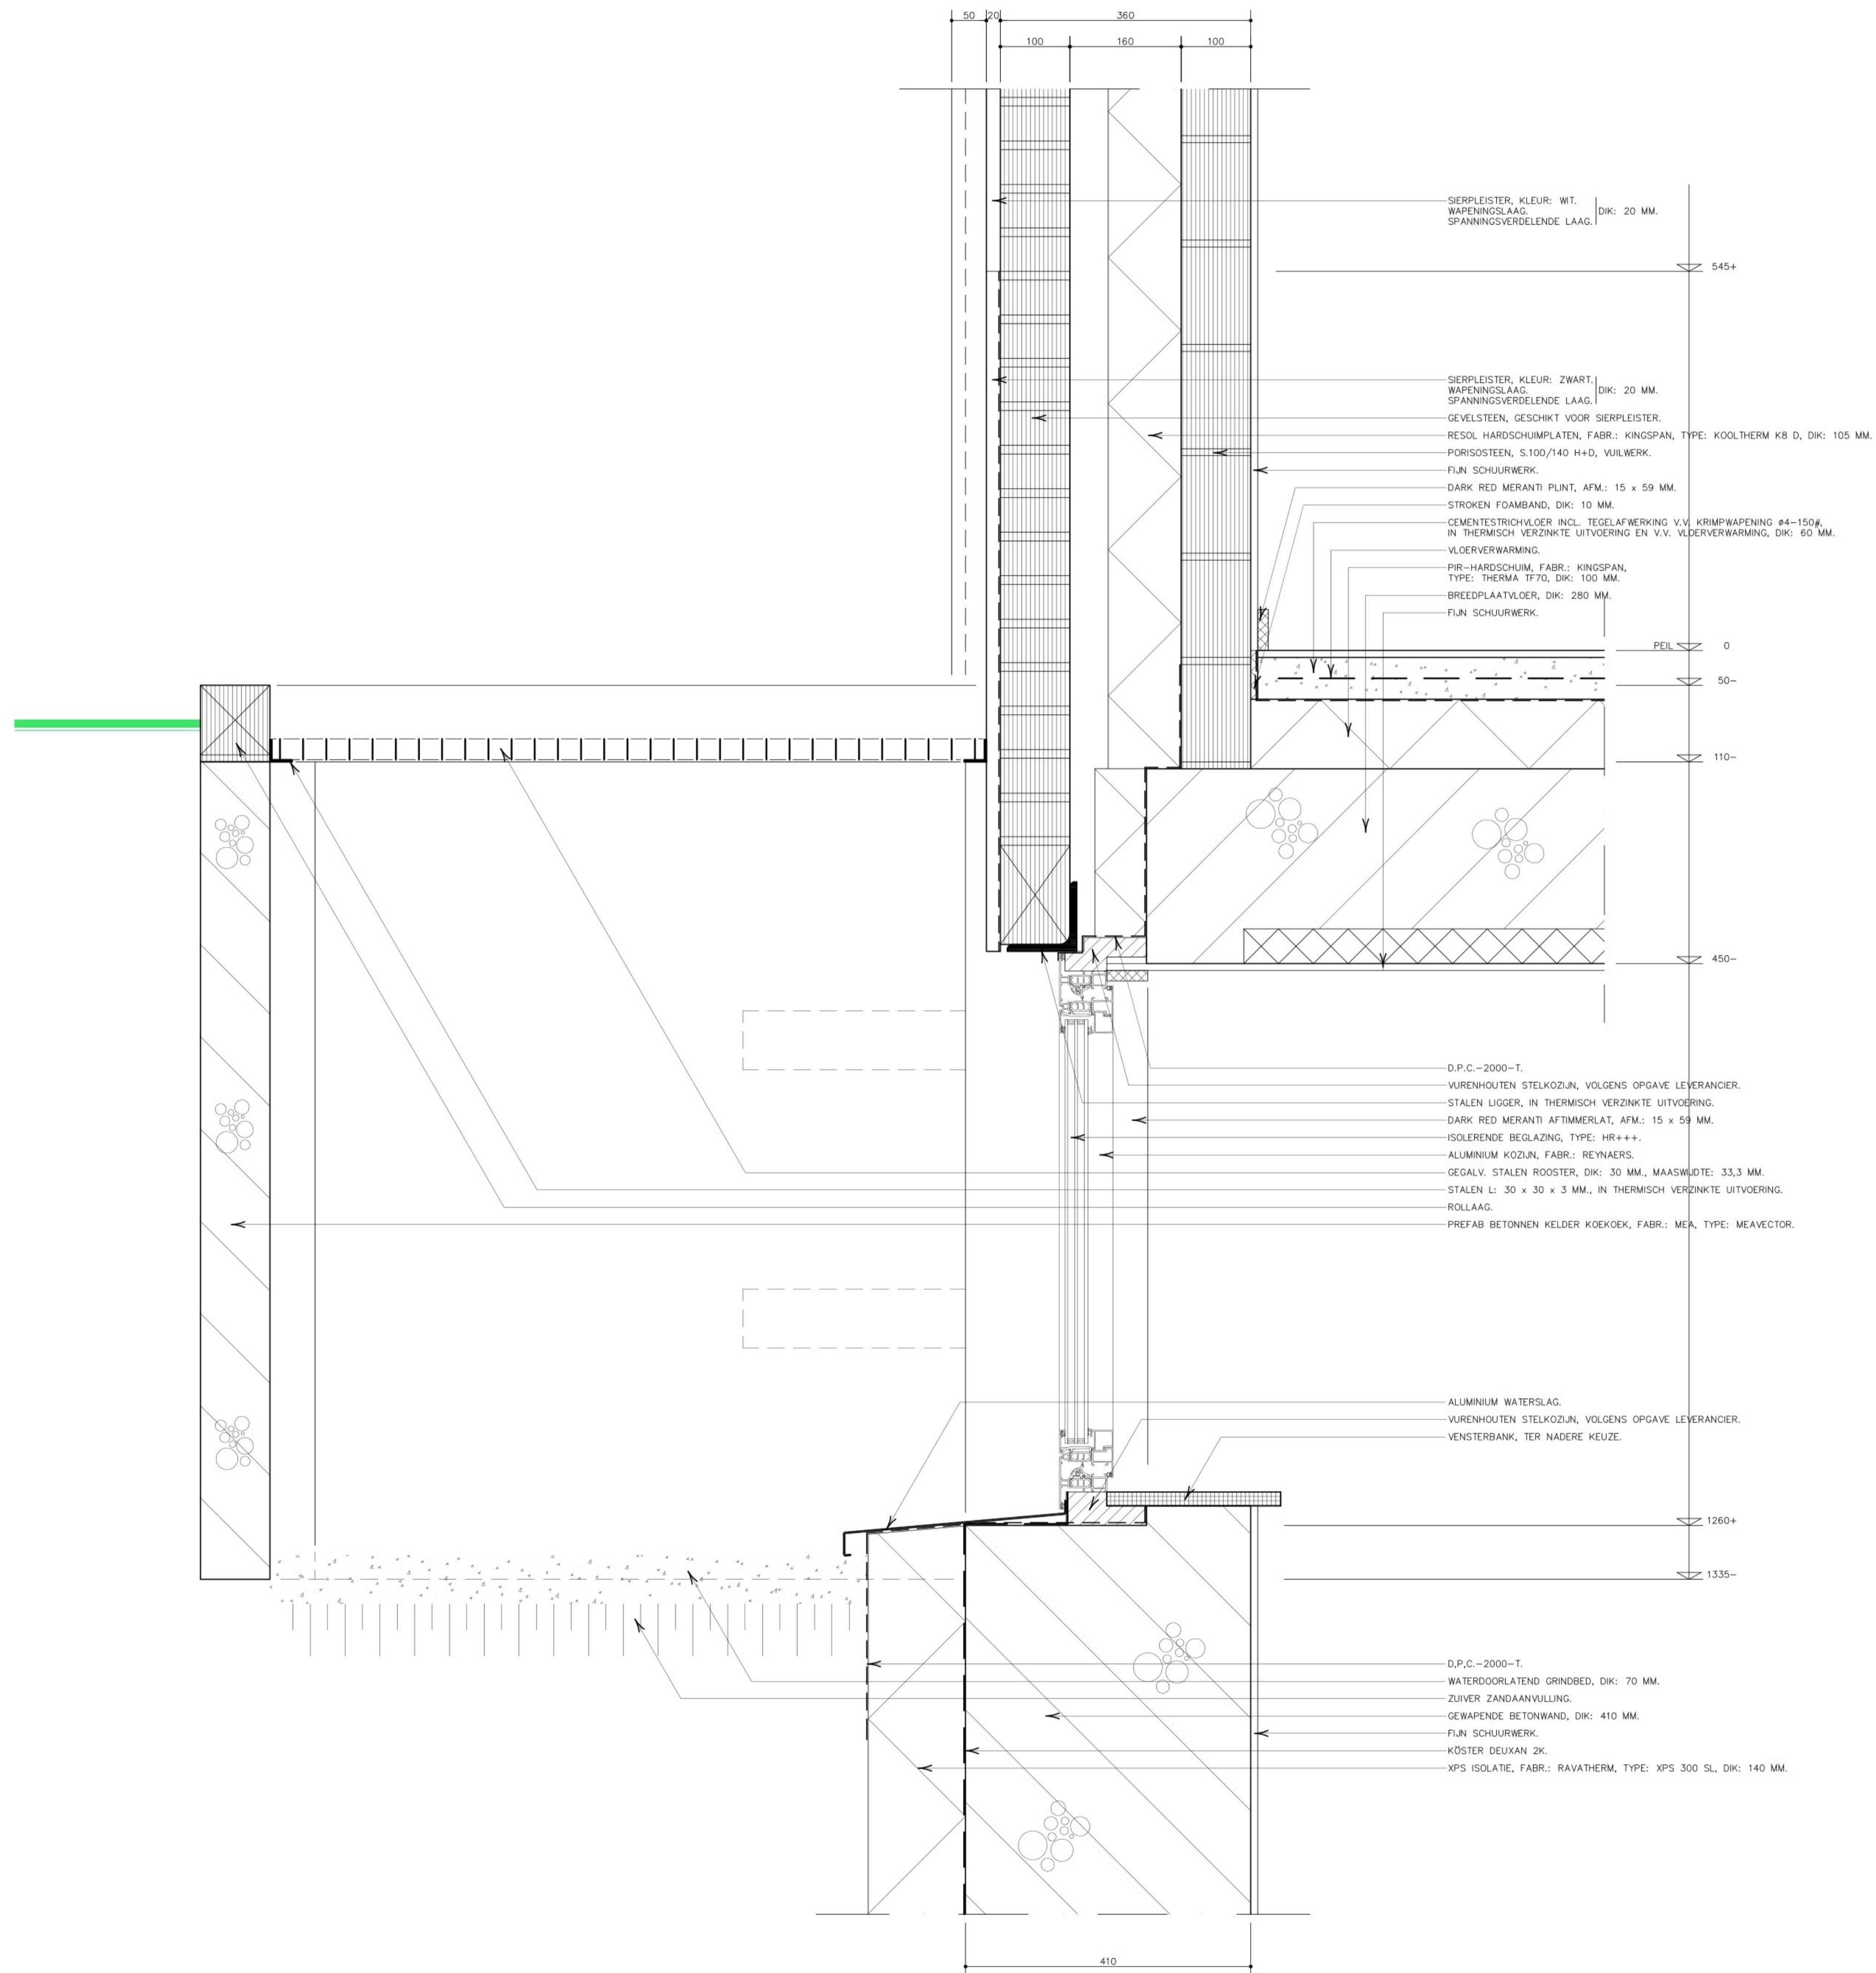 50 20 360
100 160 100
SIERPLEISTER, KLEUR: WIT.
WAPENINGSLAAG. DIK: 20 MM.
SPANNINGSVERDELENDE LAAG.
545+
SIERPLEISTER, KLEUR: ZWART.
WAPENINGSLAAG. DIK: 20 MM.
SPANNINGSVERDELENDE LAAG.
GEVELSTEEN, GESCHIKT VOOR SIERPLEISTER.
RESOL HARDSCHUIMPLATEN, FABR.: KINGSPAN, TYPE: KOOLTHERM K8 D, DIK: 105 MM.
PORISOSTEEN, S.100/140 H+D, VUILWERK.
FIJN SCHUURWERK.
DARK RED MERANTI PLINT, AFM.: 15 x 59 MM.
STROKEN FOAMBAND, DIK: 10 MM.
CEMENTESTRICHVLOER INCL. TEGELAFWERKING V.V. KRIMPWAPENING ø4-150#,
IN THERMISCH VERZINKTE UITVOERING EN V.V. VLOERVERWARMING, DIK: 60 MM.
VLOERVERWARMING.
PIR-HARDSCHUIM, FABR.: KINGSPAN,
TYPE: THERMA TF70, DIK: 100 MM.
BREEDPLAATVLOER, DIK: 280 MM.
FIJN SCHUURWERK.
PEIL 0
50-
110-
450-
D.P.C.-2000-T.
VURENHOUTEN STELKOZIJN, VOLGENS OPGAVE LEVERANCIER.
STALEN LIGGER, IN THERMISCH VERZINKTE UITVOERING.
DARK RED MERANTI AFTIMMERLAT, AFM.: 15 x 59 MM.
ISOLERENDE BEGLAZING, TYPE: HR+++.
ALUMINIUM KOZIJN, FABR.: REYNAERS.
GEGALV. STALEN ROOSTER, DIK: 30 MM., MAASWIJDTE: 33,3 MM.
STALEN L: 30 x 30 x 3 MM., IN THERMISCH VERZINKTE UITVOERING.
ROLLAAG.
PREFAB BETONNEN KELDER KOEKOEK, FABR.: MEA, TYPE: MEAVECTOR.
ALUMINIUM WATERSLAG.
VURENHOUTEN STELKOZIJN, VOLGENS OPGAVE LEVERANCIER.
VENSTERBANK, TER NADERE KEUZE.
1260+
1335-
D,P,C.-2000-T.
WATERDOORLATEND GRINDBED, DIK: 70 MM.
ZUIVER ZANDAANVULLING.
GEWAPENDE BETONWAND, DIK: 410 MM.
FIJN SCHUURWERK.
KÖSTER DEUXAN 2K.
XPS ISOLATIE, FABR.: RAVATHERM, TYPE: XPS 300 SL, DIK: 140 MM.
410